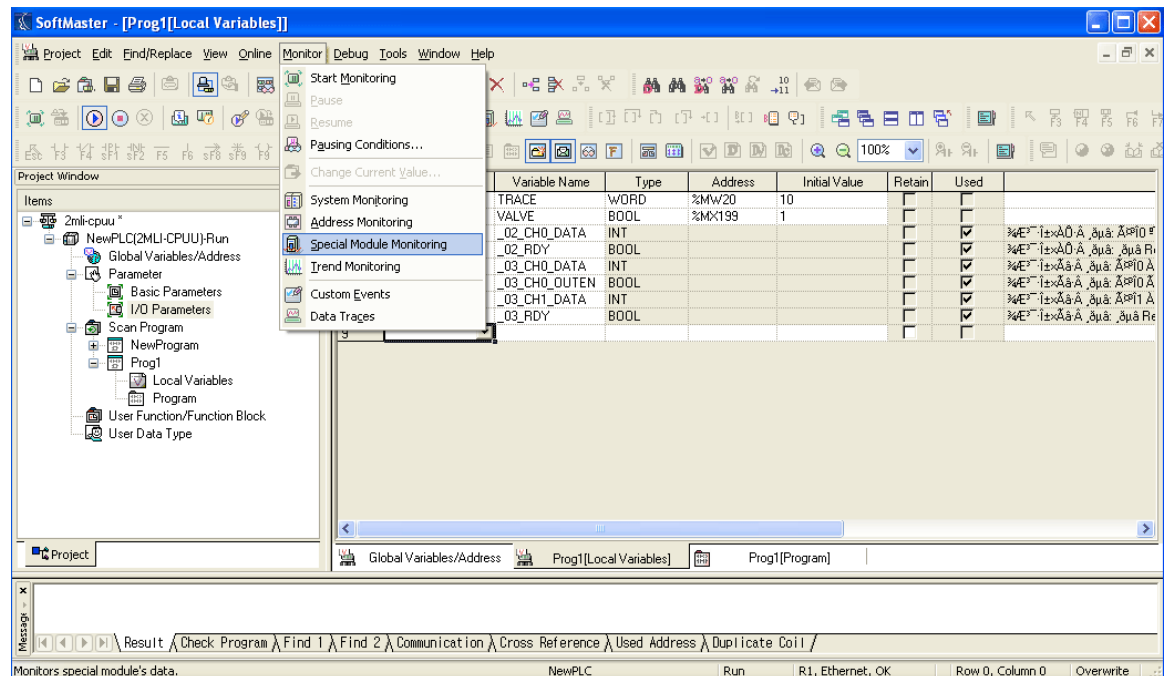 SoftMaster - [Prog1[Local Variables]]
Project Edit Find/Replace View Online Monitor Debug Tools Window Help
Start Monitoring
Pause
Resume
Pausing Conditions...
Change Current Value...
System Monitoring
Address Monitoring
Special Module Monitoring
Trend Monitoring
Custom Events
Data Traces
100%
Project Window
Items
2mli-cpuu *
NewPLC(2MLI-CPUU)-Run
Global Variables/Address
Parameter
Basic Parameters
I/O Parameters
Scan Program
NewProgram
Prog1
Local Variables
Program
User Function/Function Block
User Data Type
Project
Variable Name Type Address Initial Value Retain Used
TRACE WORD %MW20 10
VALVE BOOL %MX199 1
_02_CH0_DATA INT
_02_RDY BOOL
_03_CH0_DATA INT
_03_CH0_OUTEN BOOL
_03_CH1_DATA INT
_03_RDY BOOL
9
Global Variables/Address Prog1[Local Variables] Prog1[Program]
Message
Result Check Program Find 1 Find 2 Communication Cross Reference Used Address Duplicate Coil
Monitors special module's data. NewPLC Run R1, Ethernet, OK Row 0, Column 0 Overwrite